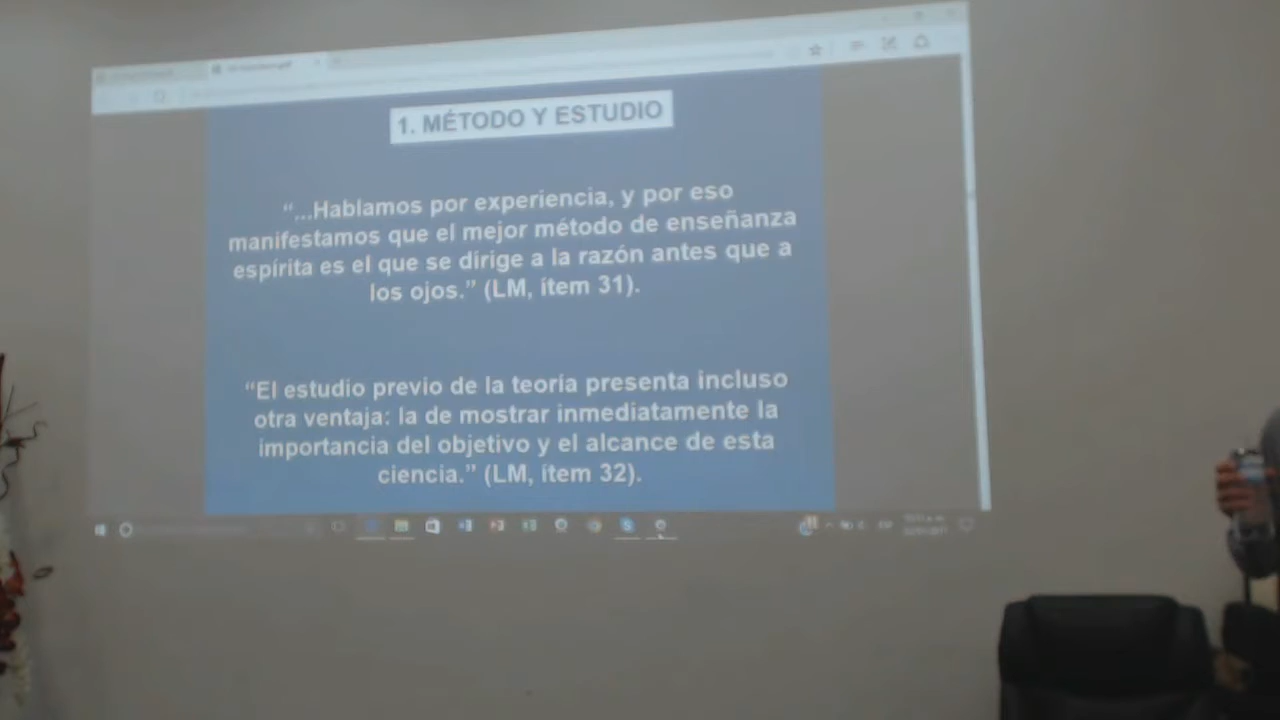 1. MÉTODO Y ESTUDIO
“...Hablamos por experiencia, y por eso
manifestamos que el mejor método de enseñanza
espírita es el que se dirige a la razón antes que a
los ojos.” (LM, ítem 31).
“El estudio previo de la teoría presenta incluso
otra ventaja: la de mostrar inmediatamente la
importancia del objetivo y el alcance de esta
ciencia.” (LM, ítem 32).